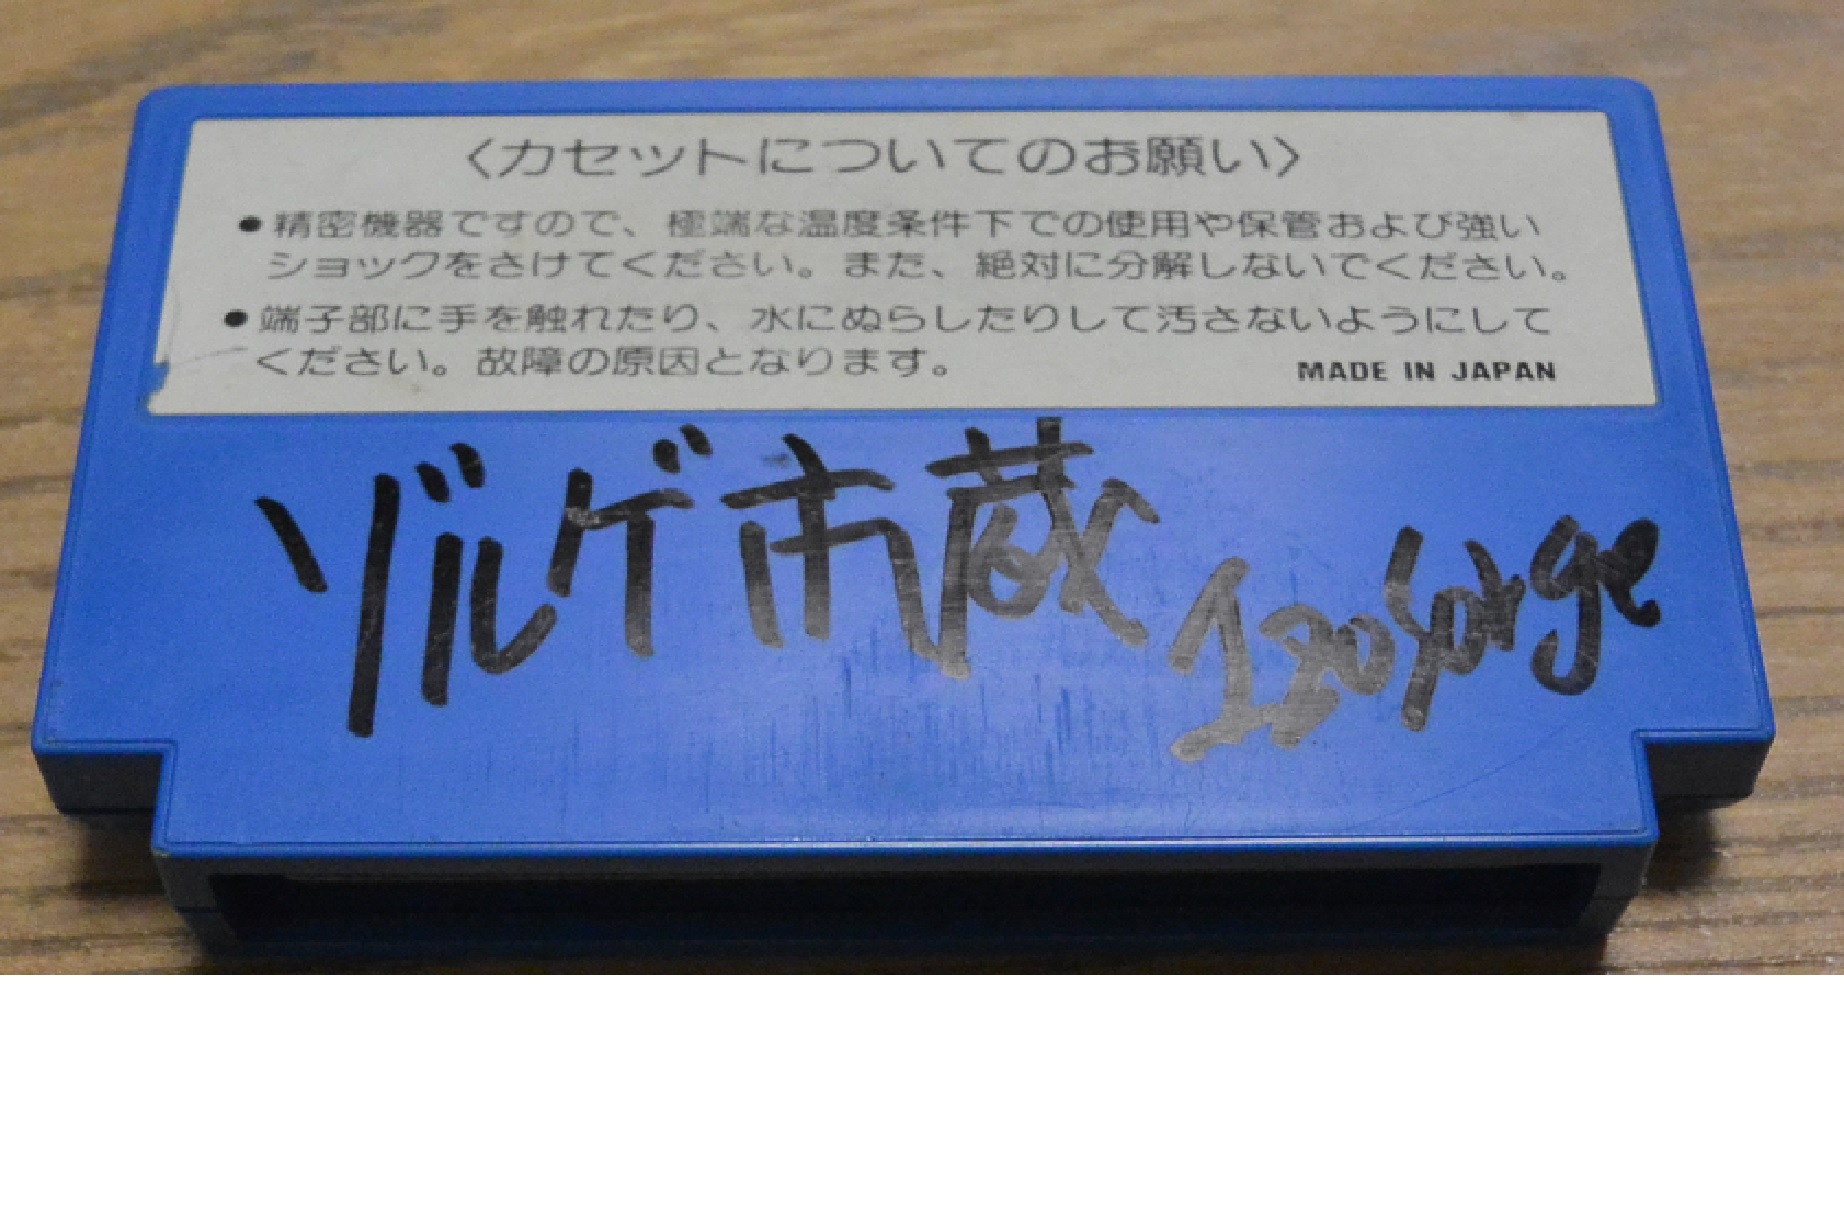 〈カセットについてのお願い〉
●精密機器ですので、極端な温度条件下での使用や保管および強い
ショックをさけてください。また、絶対に分解しないでください。
●端子部に手を触れたり、水にぬらしたりして汚さないようにして
ください。故障の原因となります。
MADE IN JAPAN
ゾルゲ市蔵